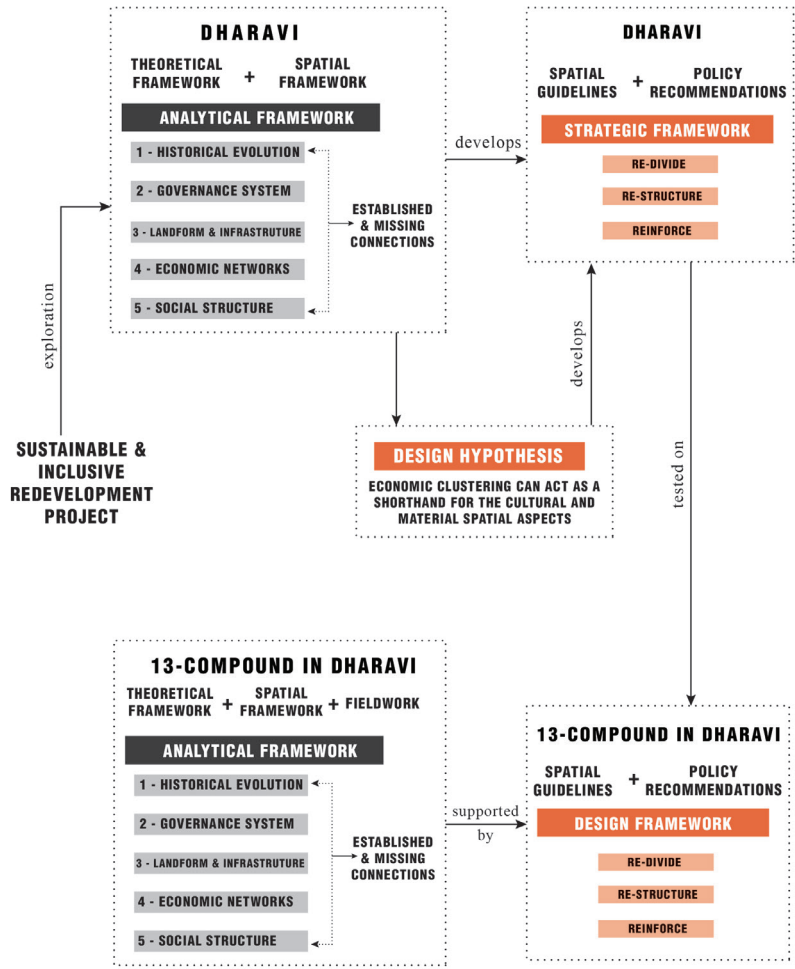 DHARAVI
THEORETICAL
FRAMEWORK
+
SPATIAL
FRAMEWORK
ANALYTICAL FRAMEWORK
1 - HISTORICAL EVOLUTION
2 - GOVERNANCE SYSTEM
3 - LANDFORM & INFRASTRUTURE
4 - ECONOMIC NETWORKS
5 - SOCIAL STRUCTURE
ESTABLISHED
& MISSING
CONNECTIONS
develops
DHARAVI
SPATIAL
GUIDELINES
+
POLICY
RECOMMENDATIONS
STRATEGIC FRAMEWORK
RE-DIVIDE
RE-STRUCTURE
REINFORCE
exploration
SUSTAINABLE &
INCLUSIVE
REDEVELOPMENT
PROJECT
develops
DESIGN HYPOTHESIS
ECONOMIC CLUSTERING CAN ACT AS A
SHORTHAND FOR THE CULTURAL AND
MATERIAL SPATIAL ASPECTS
tested on
13-COMPOUND IN DHARAVI
THEORETICAL
FRAMEWORK
+
SPATIAL
FRAMEWORK
+ FIELDWORK
ANALYTICAL FRAMEWORK
1 - HISTORICAL EVOLUTION
2 - GOVERNANCE SYSTEM
3 - LANDFORM & INFRASTRUTURE
4 - ECONOMIC NETWORKS
5 - SOCIAL STRUCTURE
ESTABLISHED
& MISSING
CONNECTIONS
supported
by
13-COMPOUND IN DHARAVI
SPATIAL
GUIDELINES
+
POLICY
RECOMMENDATIONS
DESIGN FRAMEWORK
RE-DIVIDE
RE-STRUCTURE
REINFORCE